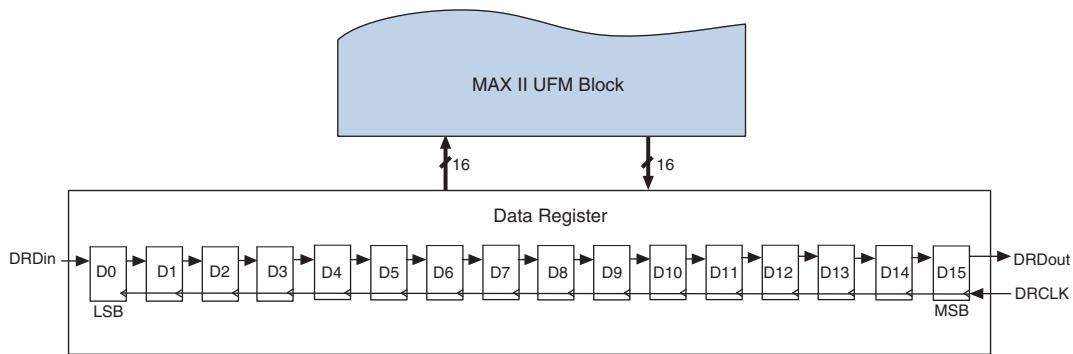 MAX II UFM Block
16 16
Data Register
DRDin D0 D1 D2 D3 D4 D5 D6 D7 D8 D9 D10 D11 D12 D13 D14 D15 DRDout
DRCLK
LSB MSB